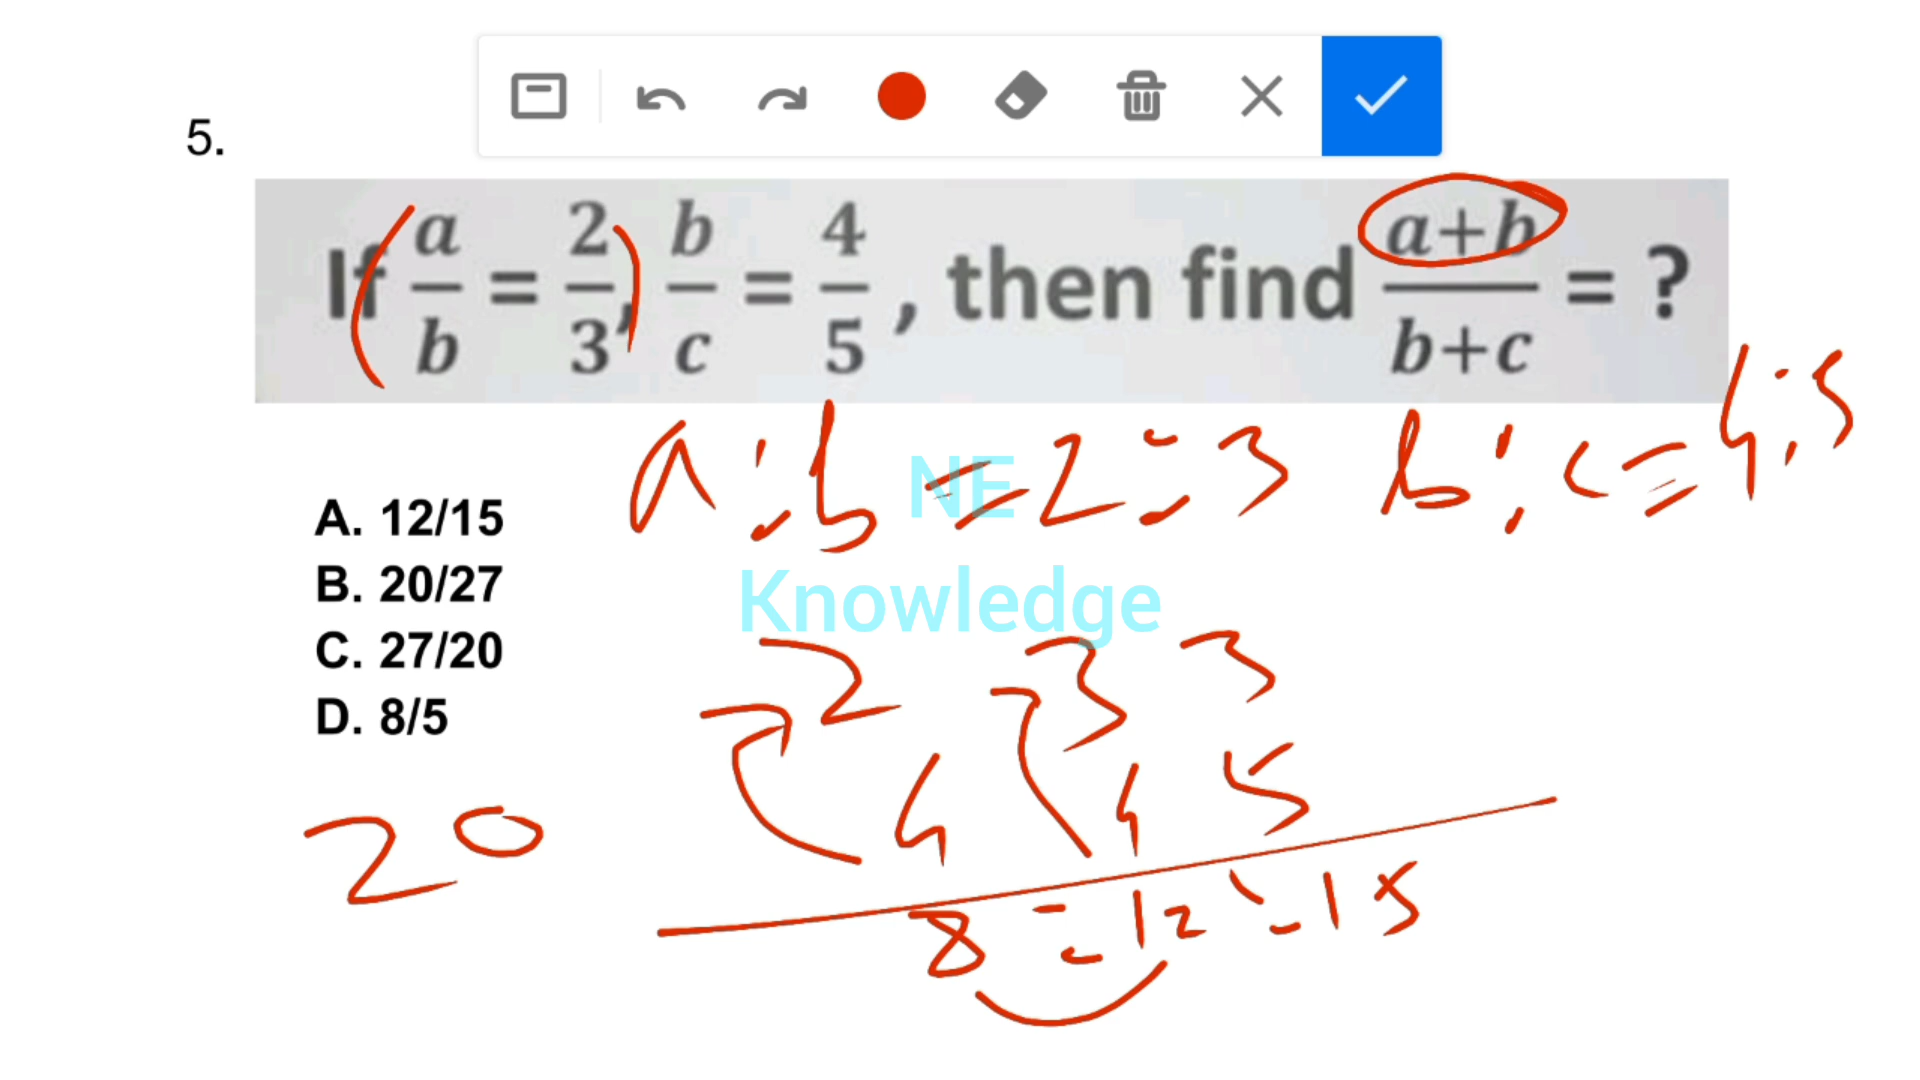 5.
If a/b = 2/3, b/c = 4/5, then find a+b/b+c = ?
a:b = 2:3 b:c = 4:5
A. 12/15
B. 20/27
C. 27/20
D. 8/5
NE
Knowledge
2 3 3
4 4 5
20
8:12:15